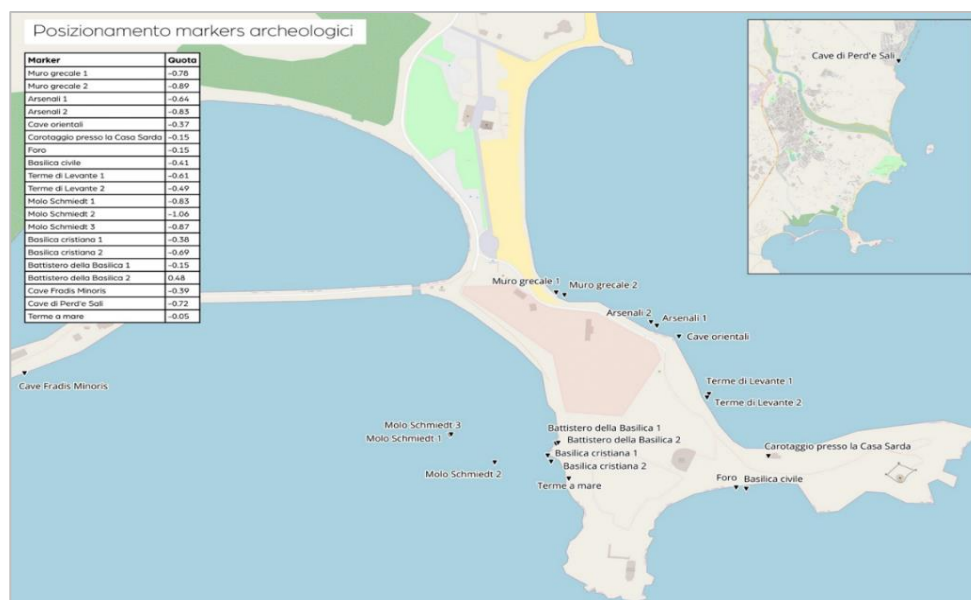 Posizionamento markers archeologici
Marker Quota
Muro grecale 1 -0.78
Muro grecale 2 -0.89
Arsenali 1 -0.64
Arsenali 2 -0.83
Cave orientali -0.37
Carotaggio presso la Casa Sarda -0.15
Foro -0.15
Basilica civile -0.41
Terme di Levante 1 -0.61
Terme di Levante 2 -0.49
Molo Schmiedt 1 -0.83
Molo Schmiedt 2 -1.06
Molo Schmiedt 3 -0.87
Basilica cristiana 1 -0.38
Basilica cristiana 2 -0.69
Battistero della Basilica 1 -0.15
Battistero della Basilica 2 0.48
Cave Fradis Minoris -0.39
Cave di Perd'e Sali -0.72
Terme a mare -0.05
Cave di Perd'e Sali
Muro grecale 1
Muro grecale 2
Arsenali 2
Arsenali 1
Cave orientali
Cave Fradis Minoris
Terme di Levante 1
Terme di Levante 2
Molo Schmiedt 3
Molo Schmiedt 1
Molo Schmiedt 2
Battistero della Basilica 1
Battistero della Basilica 2
Basilica cristiana 1
Basilica cristiana 2
Terme a mare
Carotaggio presso la Casa Sarda
Foro
Basilica civile